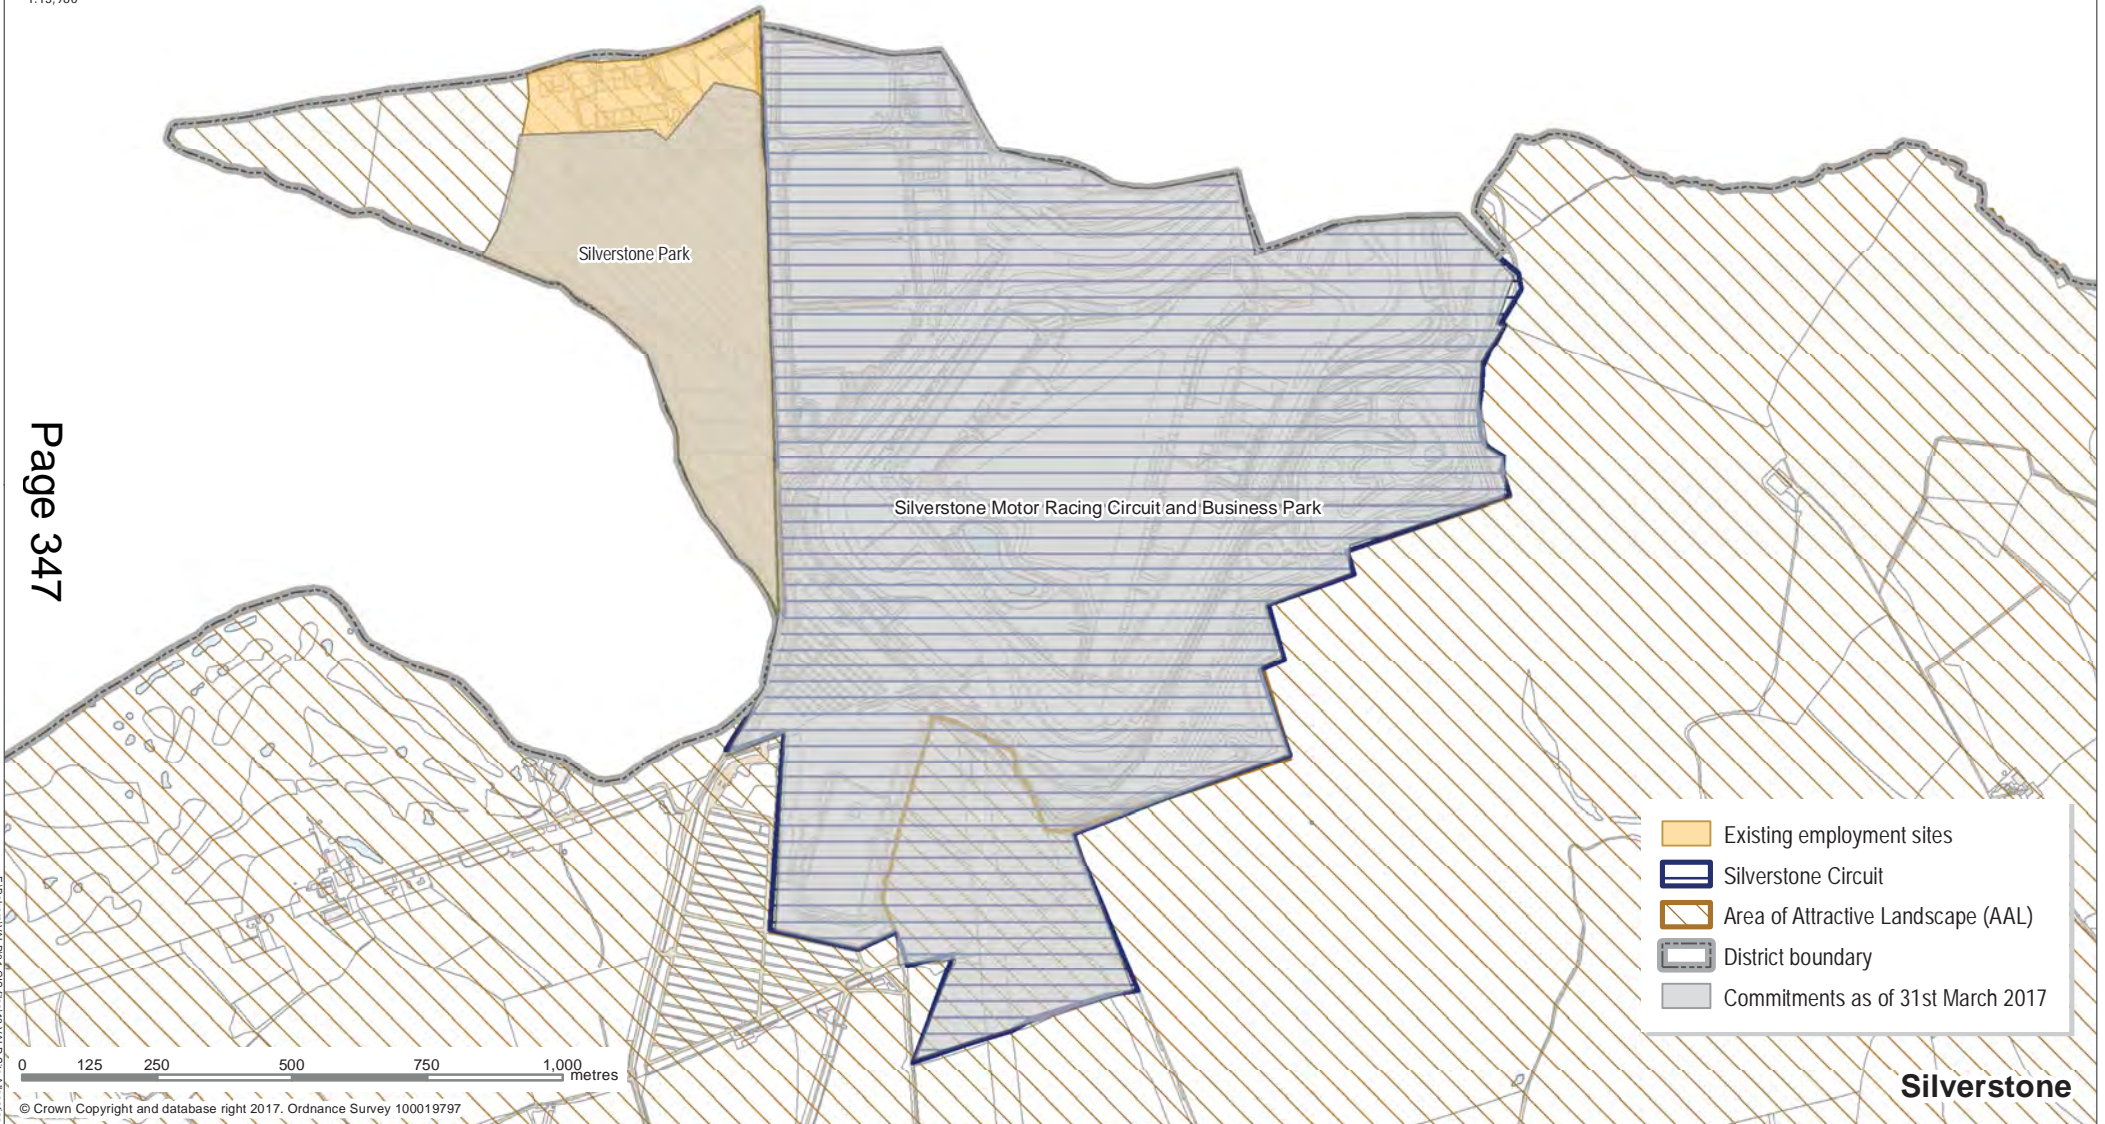 Silverstone Park
Page 347
Silverstone Motor Racing Circuit and Business Park
Existing employment sites
Silverstone Circuit
Area of Attractive Landscape (AAL)
District boundary
Commitments as of 31st March 2017
0 125 250 500 750 1,000 metres
Silverstone
© Crown Copyright and database right 2017. Ordnance Survey 100019797